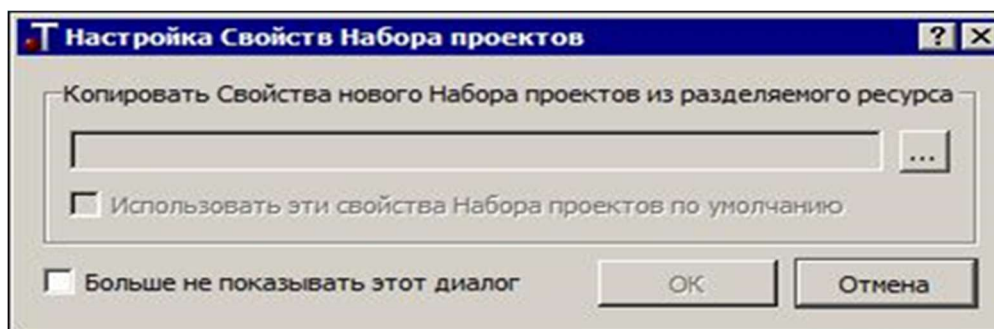 Настройка Свойств Набора проектов
Копировать Свойства нового Набора проектов из разделяемого ресурса
...
Использовать эти свойства Набора проектов по умолчанию
Больше не показывать этот диалог
OK
Отмена